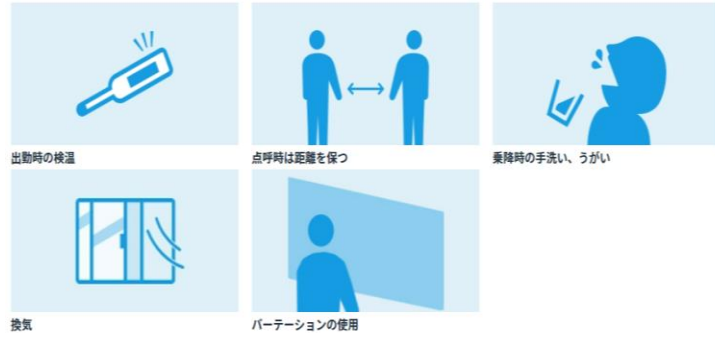 出勤時の検温
点呼時は距離を保つ
乗降時の手洗い、うがい
換気
パーテーションの使用